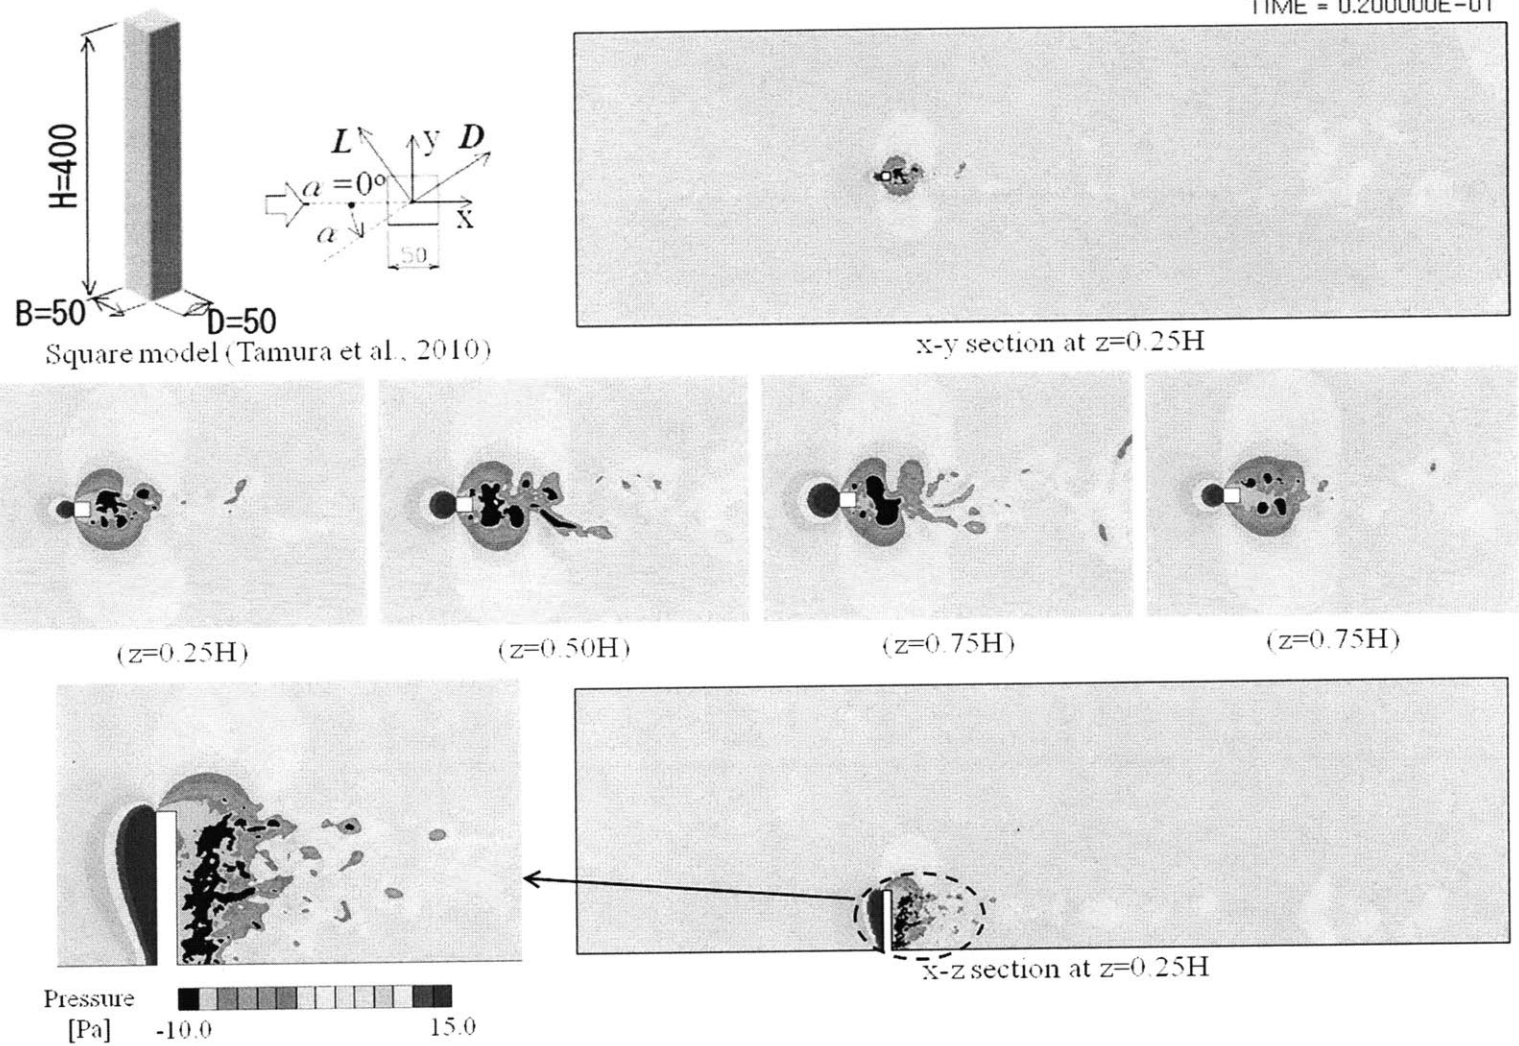 TIME = 0.200000E-01
H=400
B=50
D=50
L
y
D
α =0°
x
α
50
Square model (Tamura et al., 2010)
x-y section at z=0.25H
(z=0.25H)
(z=0.50H)
(z=0.75H)
(z=0.75H)
x-z section at z=0.25H
Pressure
[Pa]
-10.0
15.0